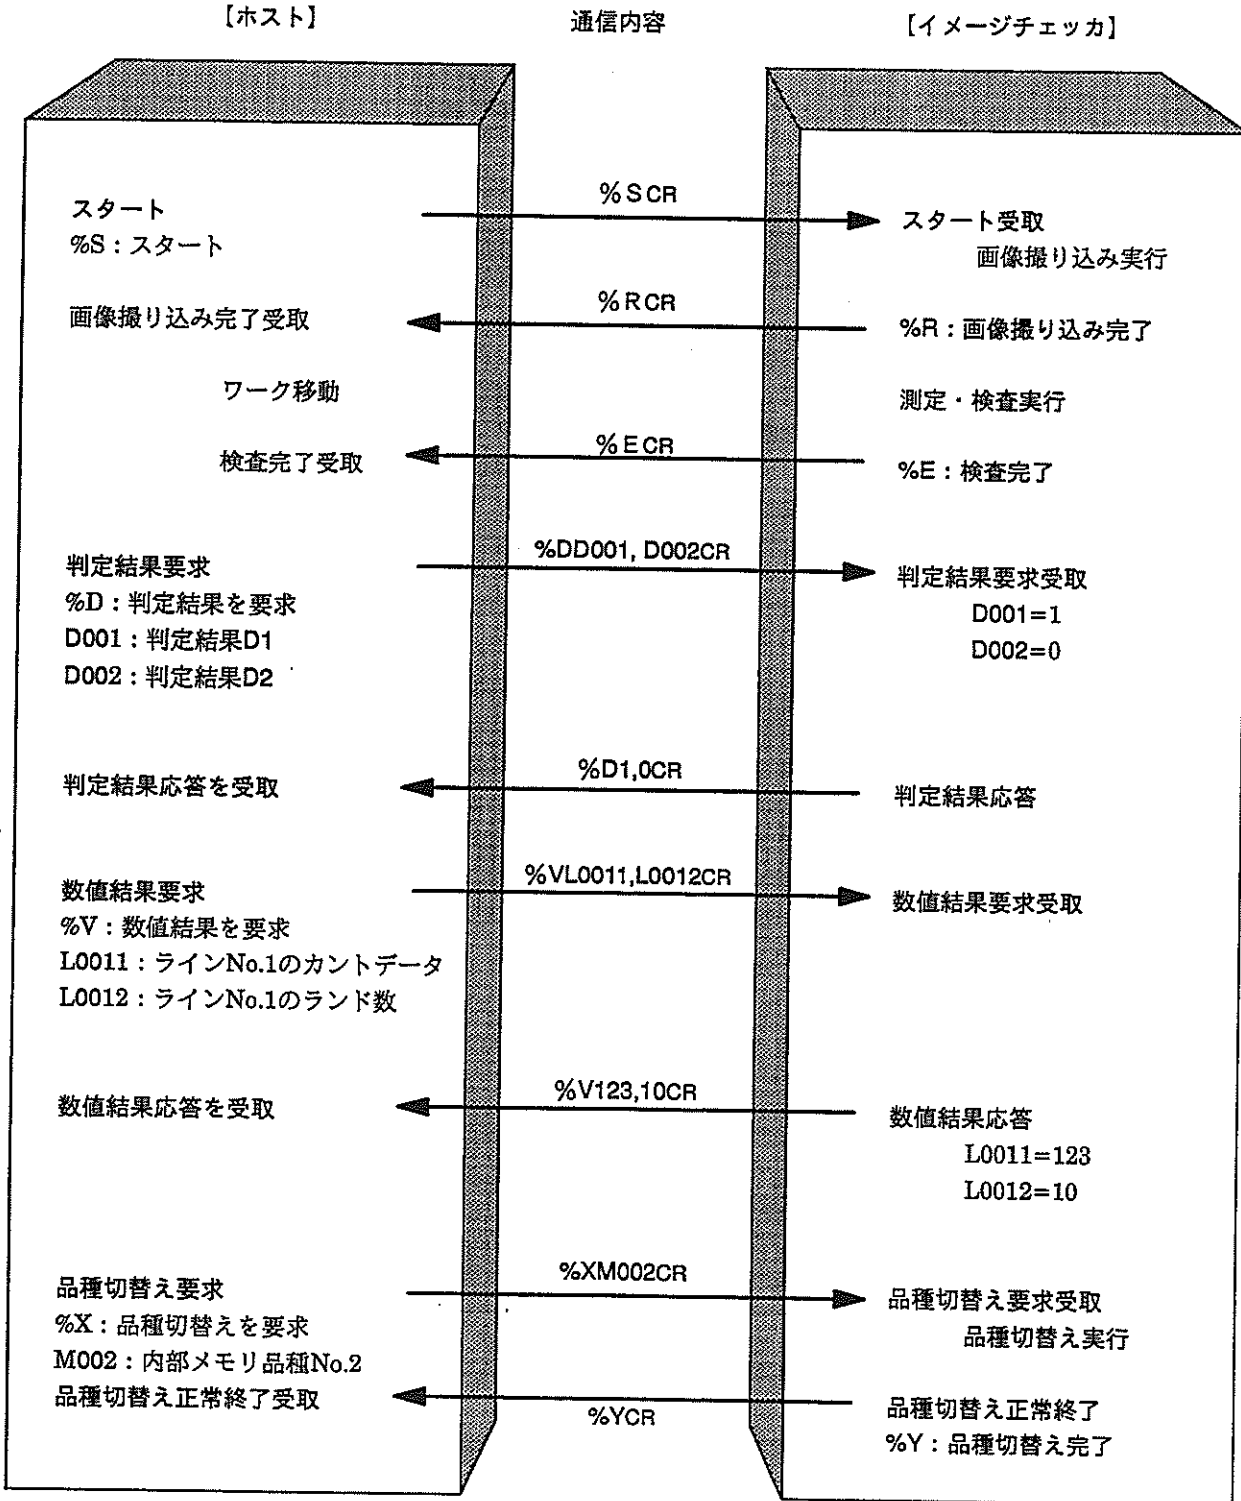 【ホスト】
通信内容
【イメージチェッカ】
スタート
%S：スタート
%SCR
スタート受取
画像撮り込み実行
画像撮り込み完了受取
%RCR
%R：画像撮り込み完了
ワーク移動
測定・検査実行
検査完了受取
%ECR
%E：検査完了
判定結果要求
%D：判定結果を要求
D001：判定結果D1
D002：判定結果D2
%DD001, D002CR
判定結果要求受取
D001=1
D002=0
判定結果応答を受取
%D1,0CR
判定結果応答
数値結果要求
%V：数値結果を要求
L0011：ラインNo.1のカントデータ
L0012：ラインNo.1のランド数
%VL0011,L0012CR
数値結果要求受取
数値結果応答を受取
%V123,10CR
数値結果応答
L0011=123
L0012=10
品種切替え要求
%X：品種切替えを要求
M002：内部メモリ品種No.2
%XM002CR
品種切替え要求受取
品種切替え実行
品種切替え正常終了受取
%YCR
品種切替え正常終了
%Y：品種切替え完了